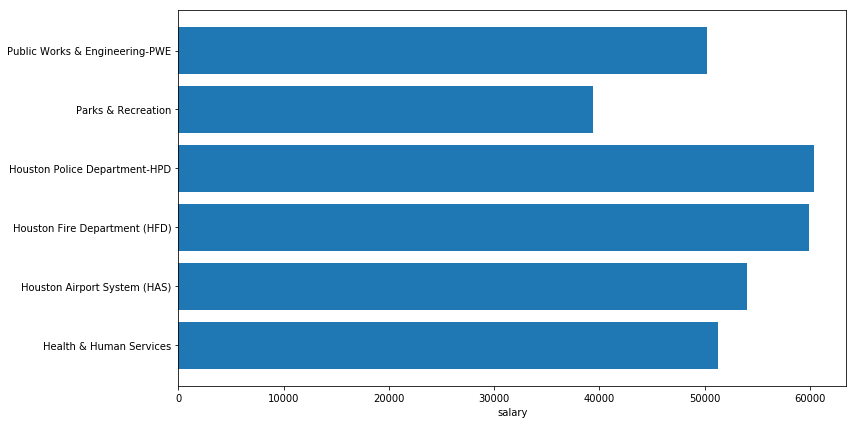 Public Works & Engineering-PWE
Parks & Recreation
Houston Police Department-HPD
Houston Fire Department (HFD)
Houston Airport System (HAS)
Health & Human Services
0 10000 20000 30000 40000 50000 60000
salary